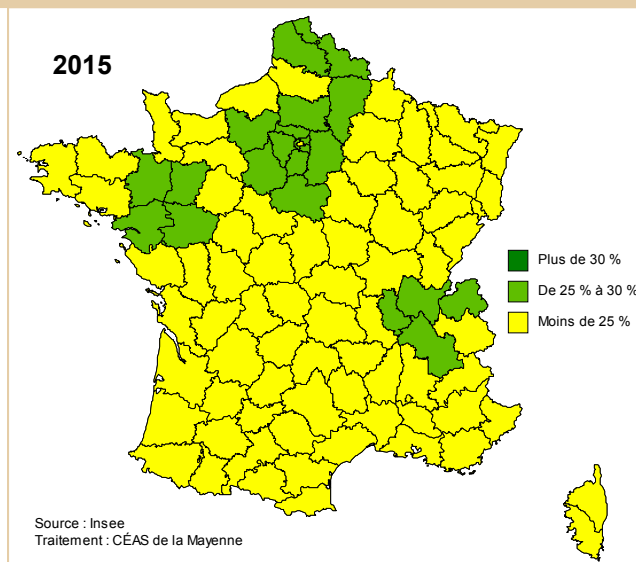 2015
Plus de 30 %
De 25 % à 30 %
Moins de 25 %
Source : Insee
Traitement : CÉAS de la Mayenne